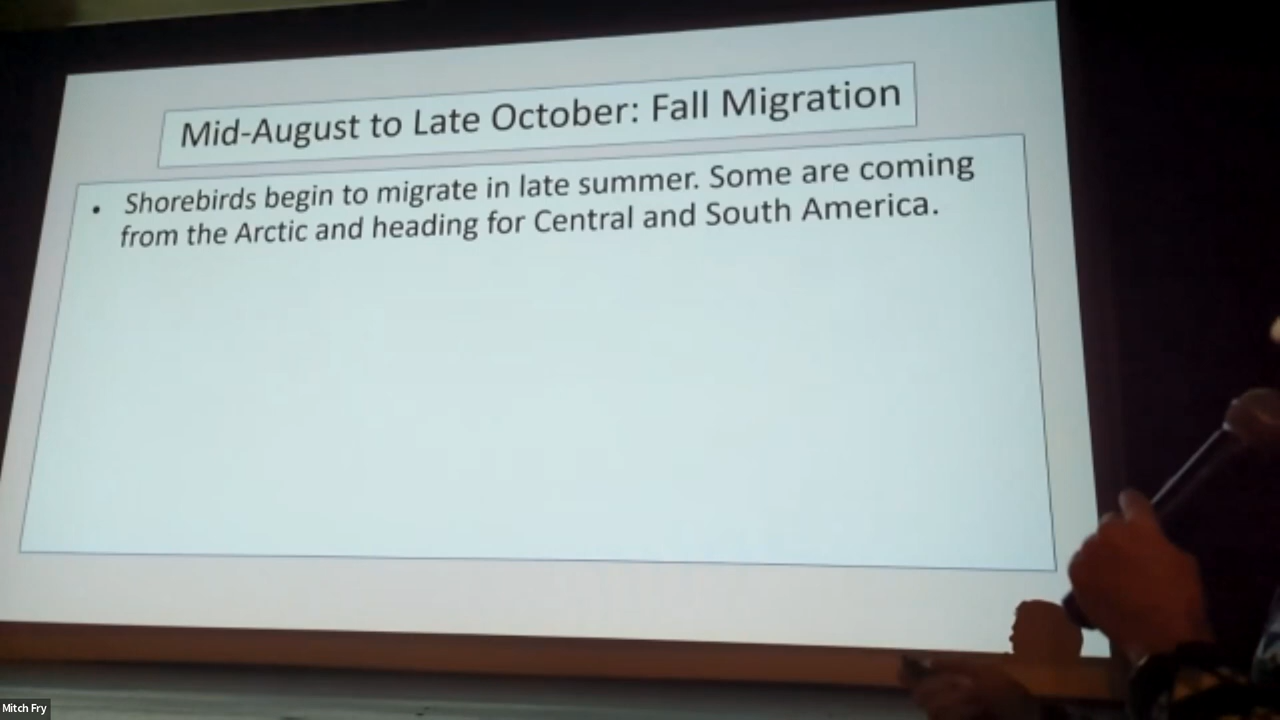 Mid-August to Late October: Fall Migration
• Shorebirds begin to migrate in late summer. Some are coming
from the Arctic and heading for Central and South America.
Mitch Fry